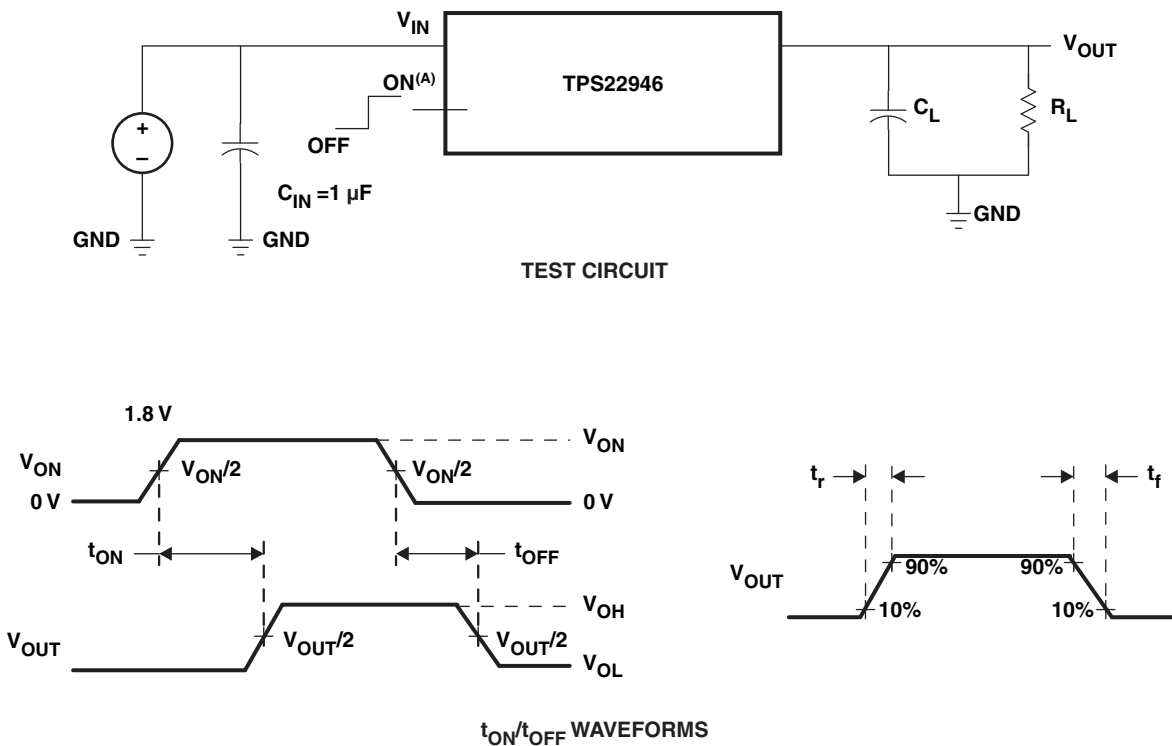 V_IN
V_OUT
ON(A)
TPS22946
+
–
OFF
C_L
R_L
C_IN =1 µF
GND
GND
GND
TEST CIRCUIT
1.8 V
V_ON
V_ON
V_ON/2
V_ON/2
0 V
0 V
t_ON
t_OFF
V_OH
V_OUT
V_OUT/2
V_OUT/2
V_OL
t_r
t_f
V_OUT
90%
90%
10%
10%
t_ON/t_OFF WAVEFORMS